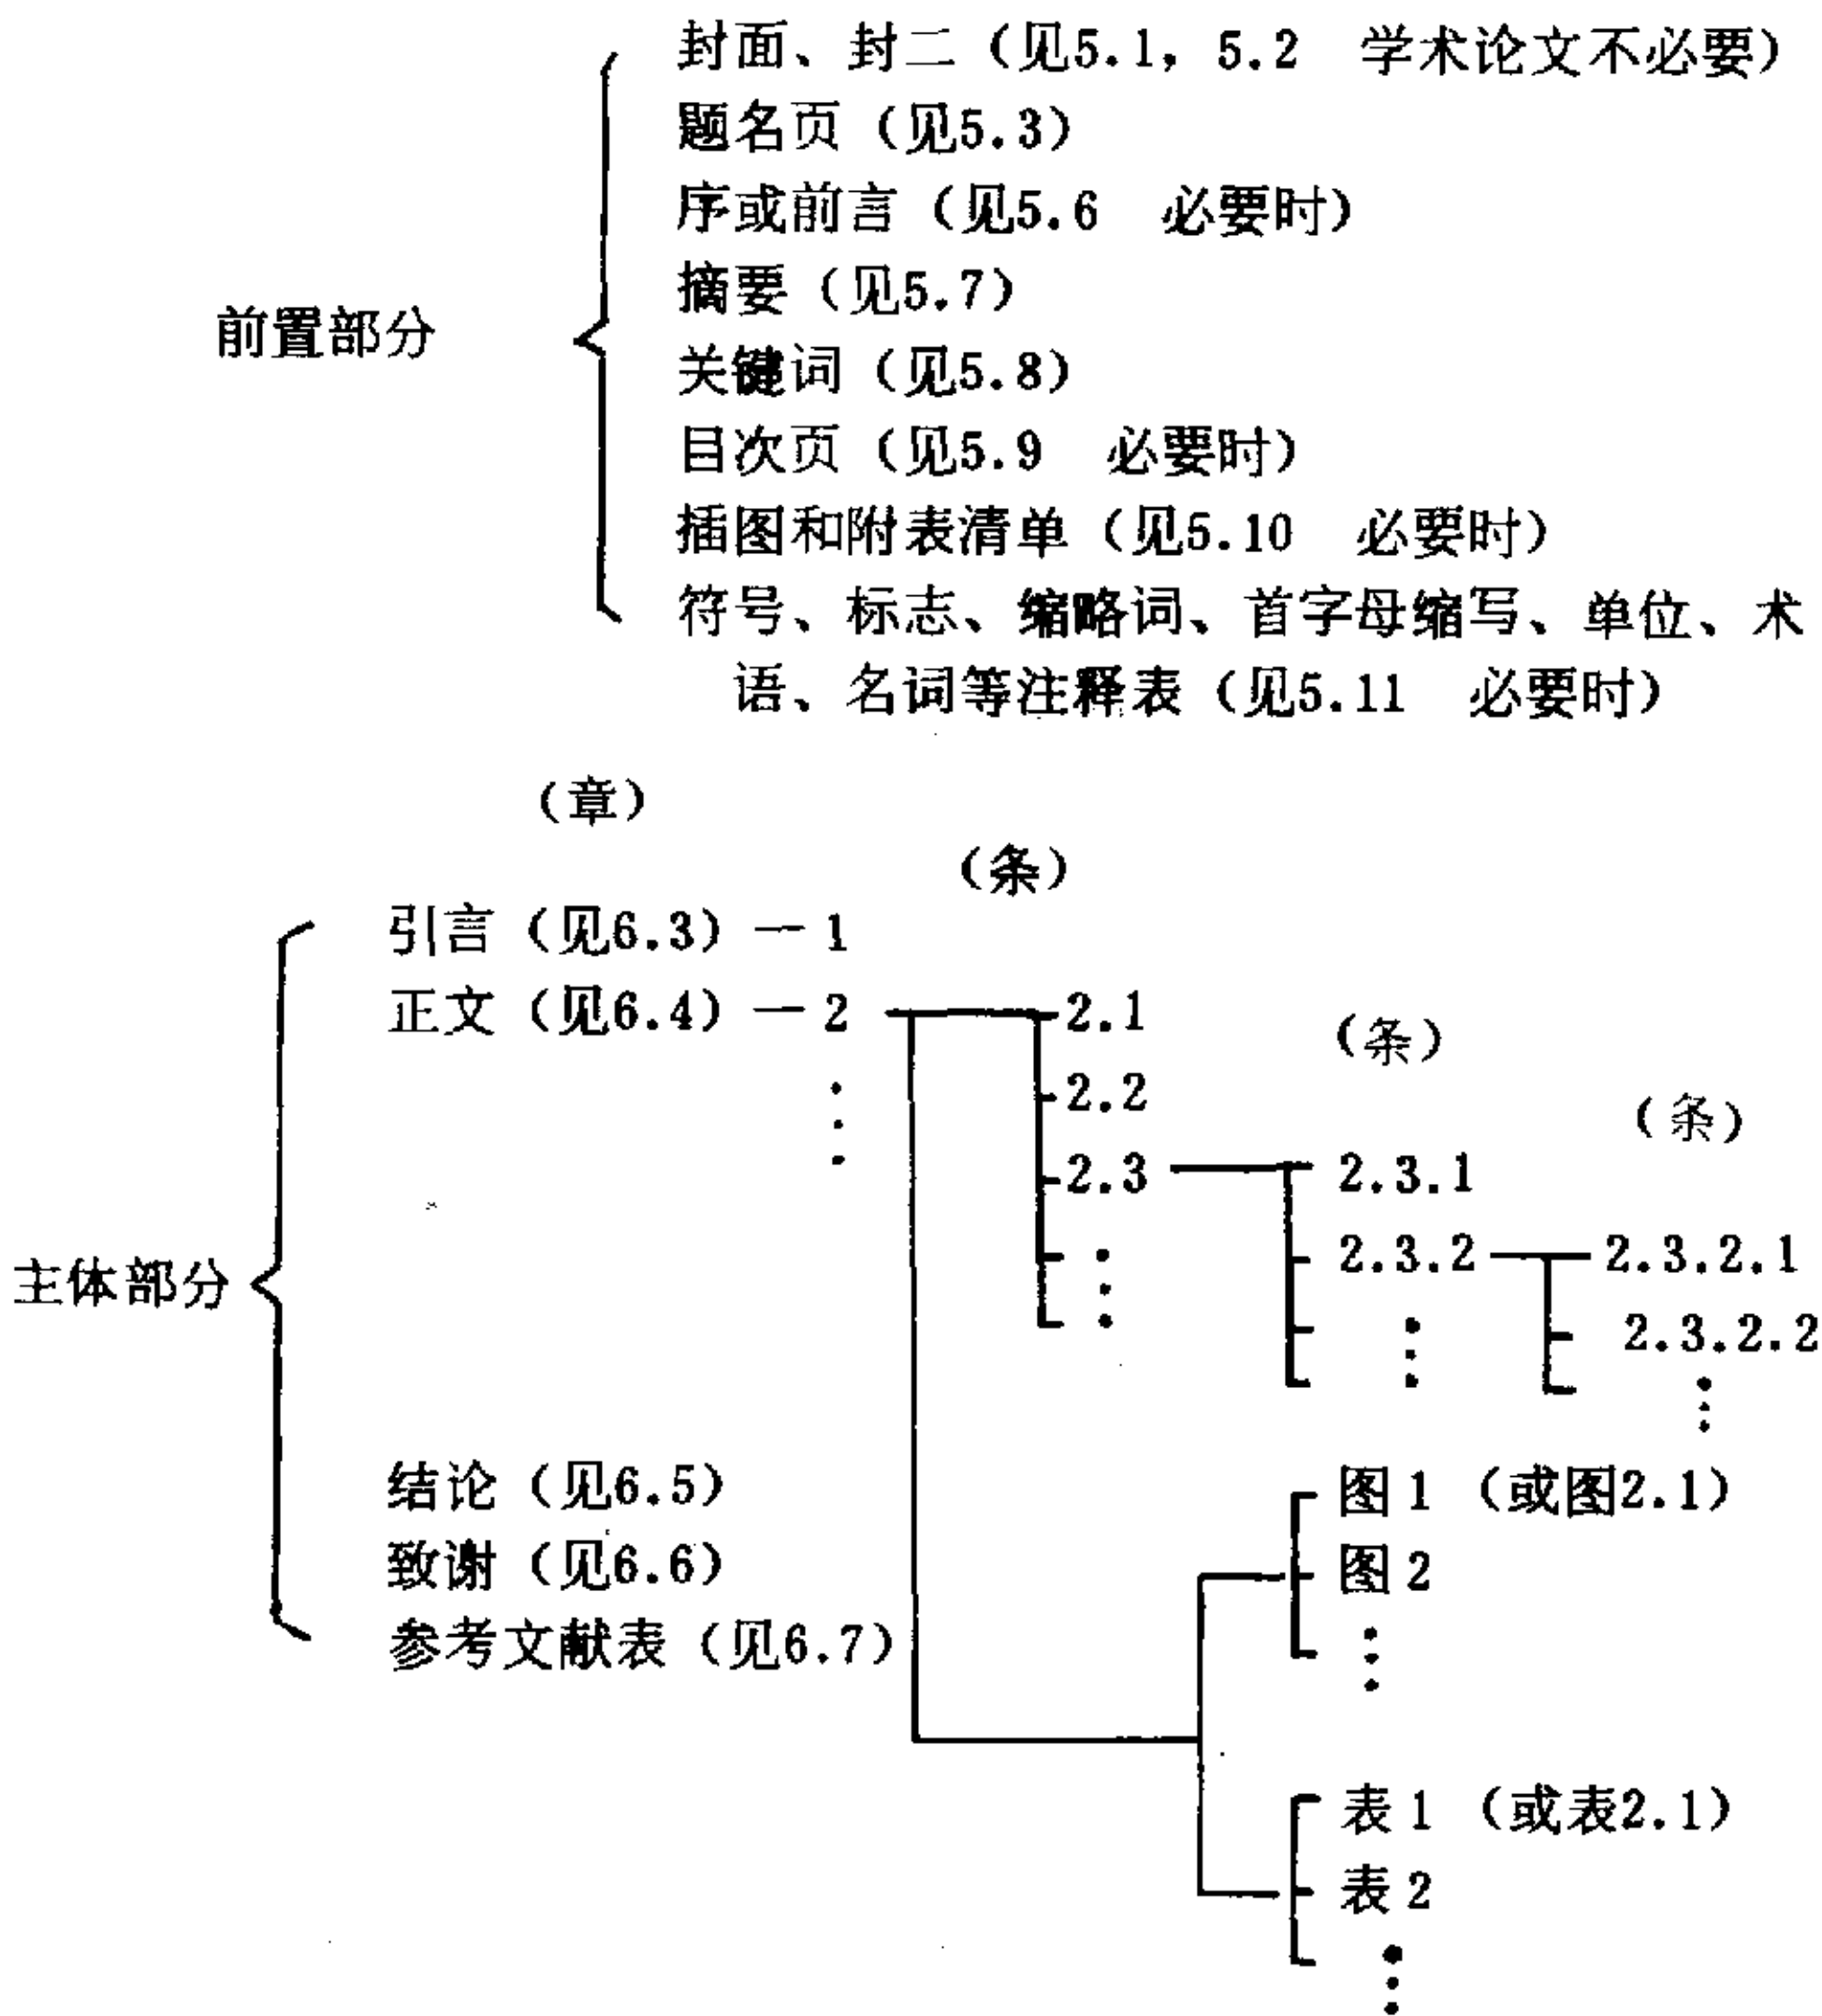 封面、封二（见5.1，5.2　学术论文不必要）
题名页（见5.3）
序或前言（见5.6　必要时）
摘要（见5.7）
前置部分
关键词（见5.8）
目次页（见5.9　必要时）
插图和附表清单（见5.10　必要时）
符号、标志、缩略词、首字母缩写、单位、术
语、名词等注释表（见5.11　必要时）
（章）
（条）
引言（见6.3）— 1
正文（见6.4）— 2
2.1
（条）
2.2
（条）
2.3
2.3.1
主体部分
2.3.2
2.3.2.1
2.3.2.2
结论（见6.5）
图1（或图2.1）
致谢（见6.6）
图2
参考文献表（见6.7）
表1（或表2.1）
表2